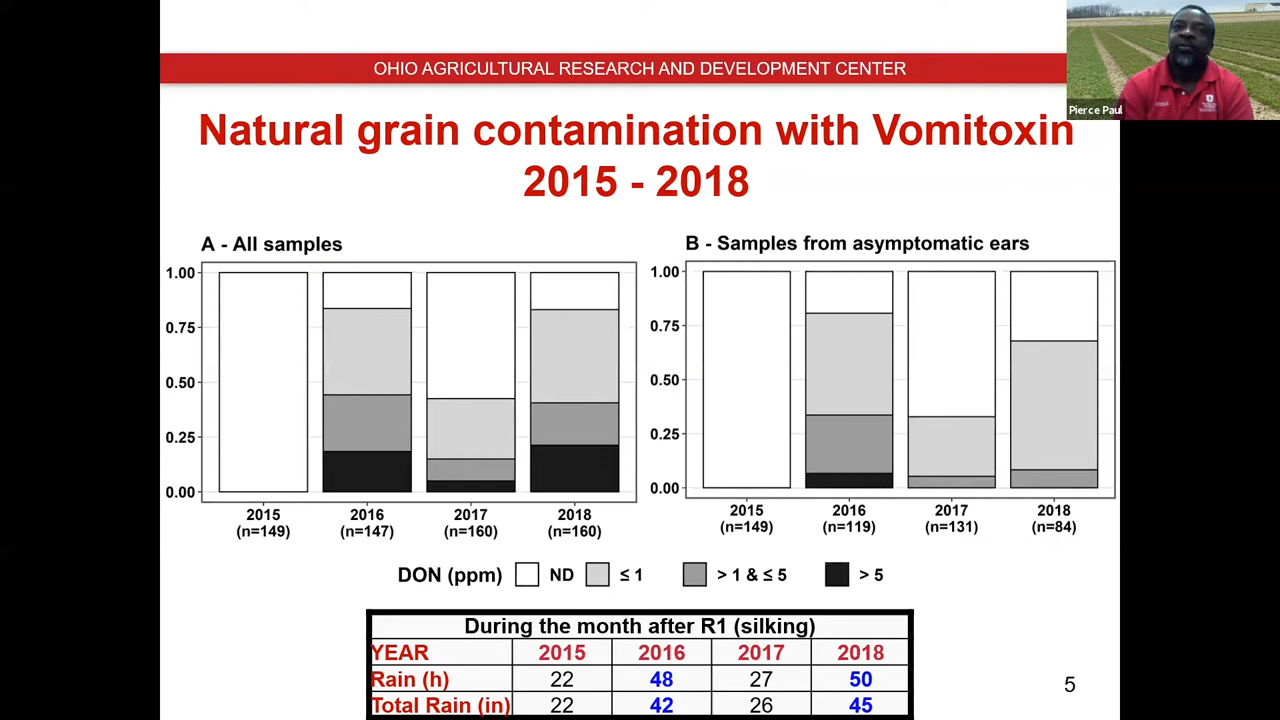 OHIO AGRICULTURAL RESEARCH AND DEVELOPMENT CENTER
Pierce Paul
Natural grain contamination with Vomitoxin
2015 - 2018
A - All samples
1.00
0.75
0.50
0.25
0.00
2015 2016 2017 2018
(n=149) (n=147) (n=160) (n=160)
B - Samples from asymptomatic ears
1.00
0.75
0.50
0.25
0.00
2015 2016 2017 2018
(n=149) (n=119) (n=131) (n=84)
DON (ppm) ND ≤ 1 > 1 & ≤ 5 > 5
During the month after R1 (silking)
YEAR 2015 2016 2017 2018
Rain (h) 22 48 27 50
Total Rain (in) 22 42 26 45
5